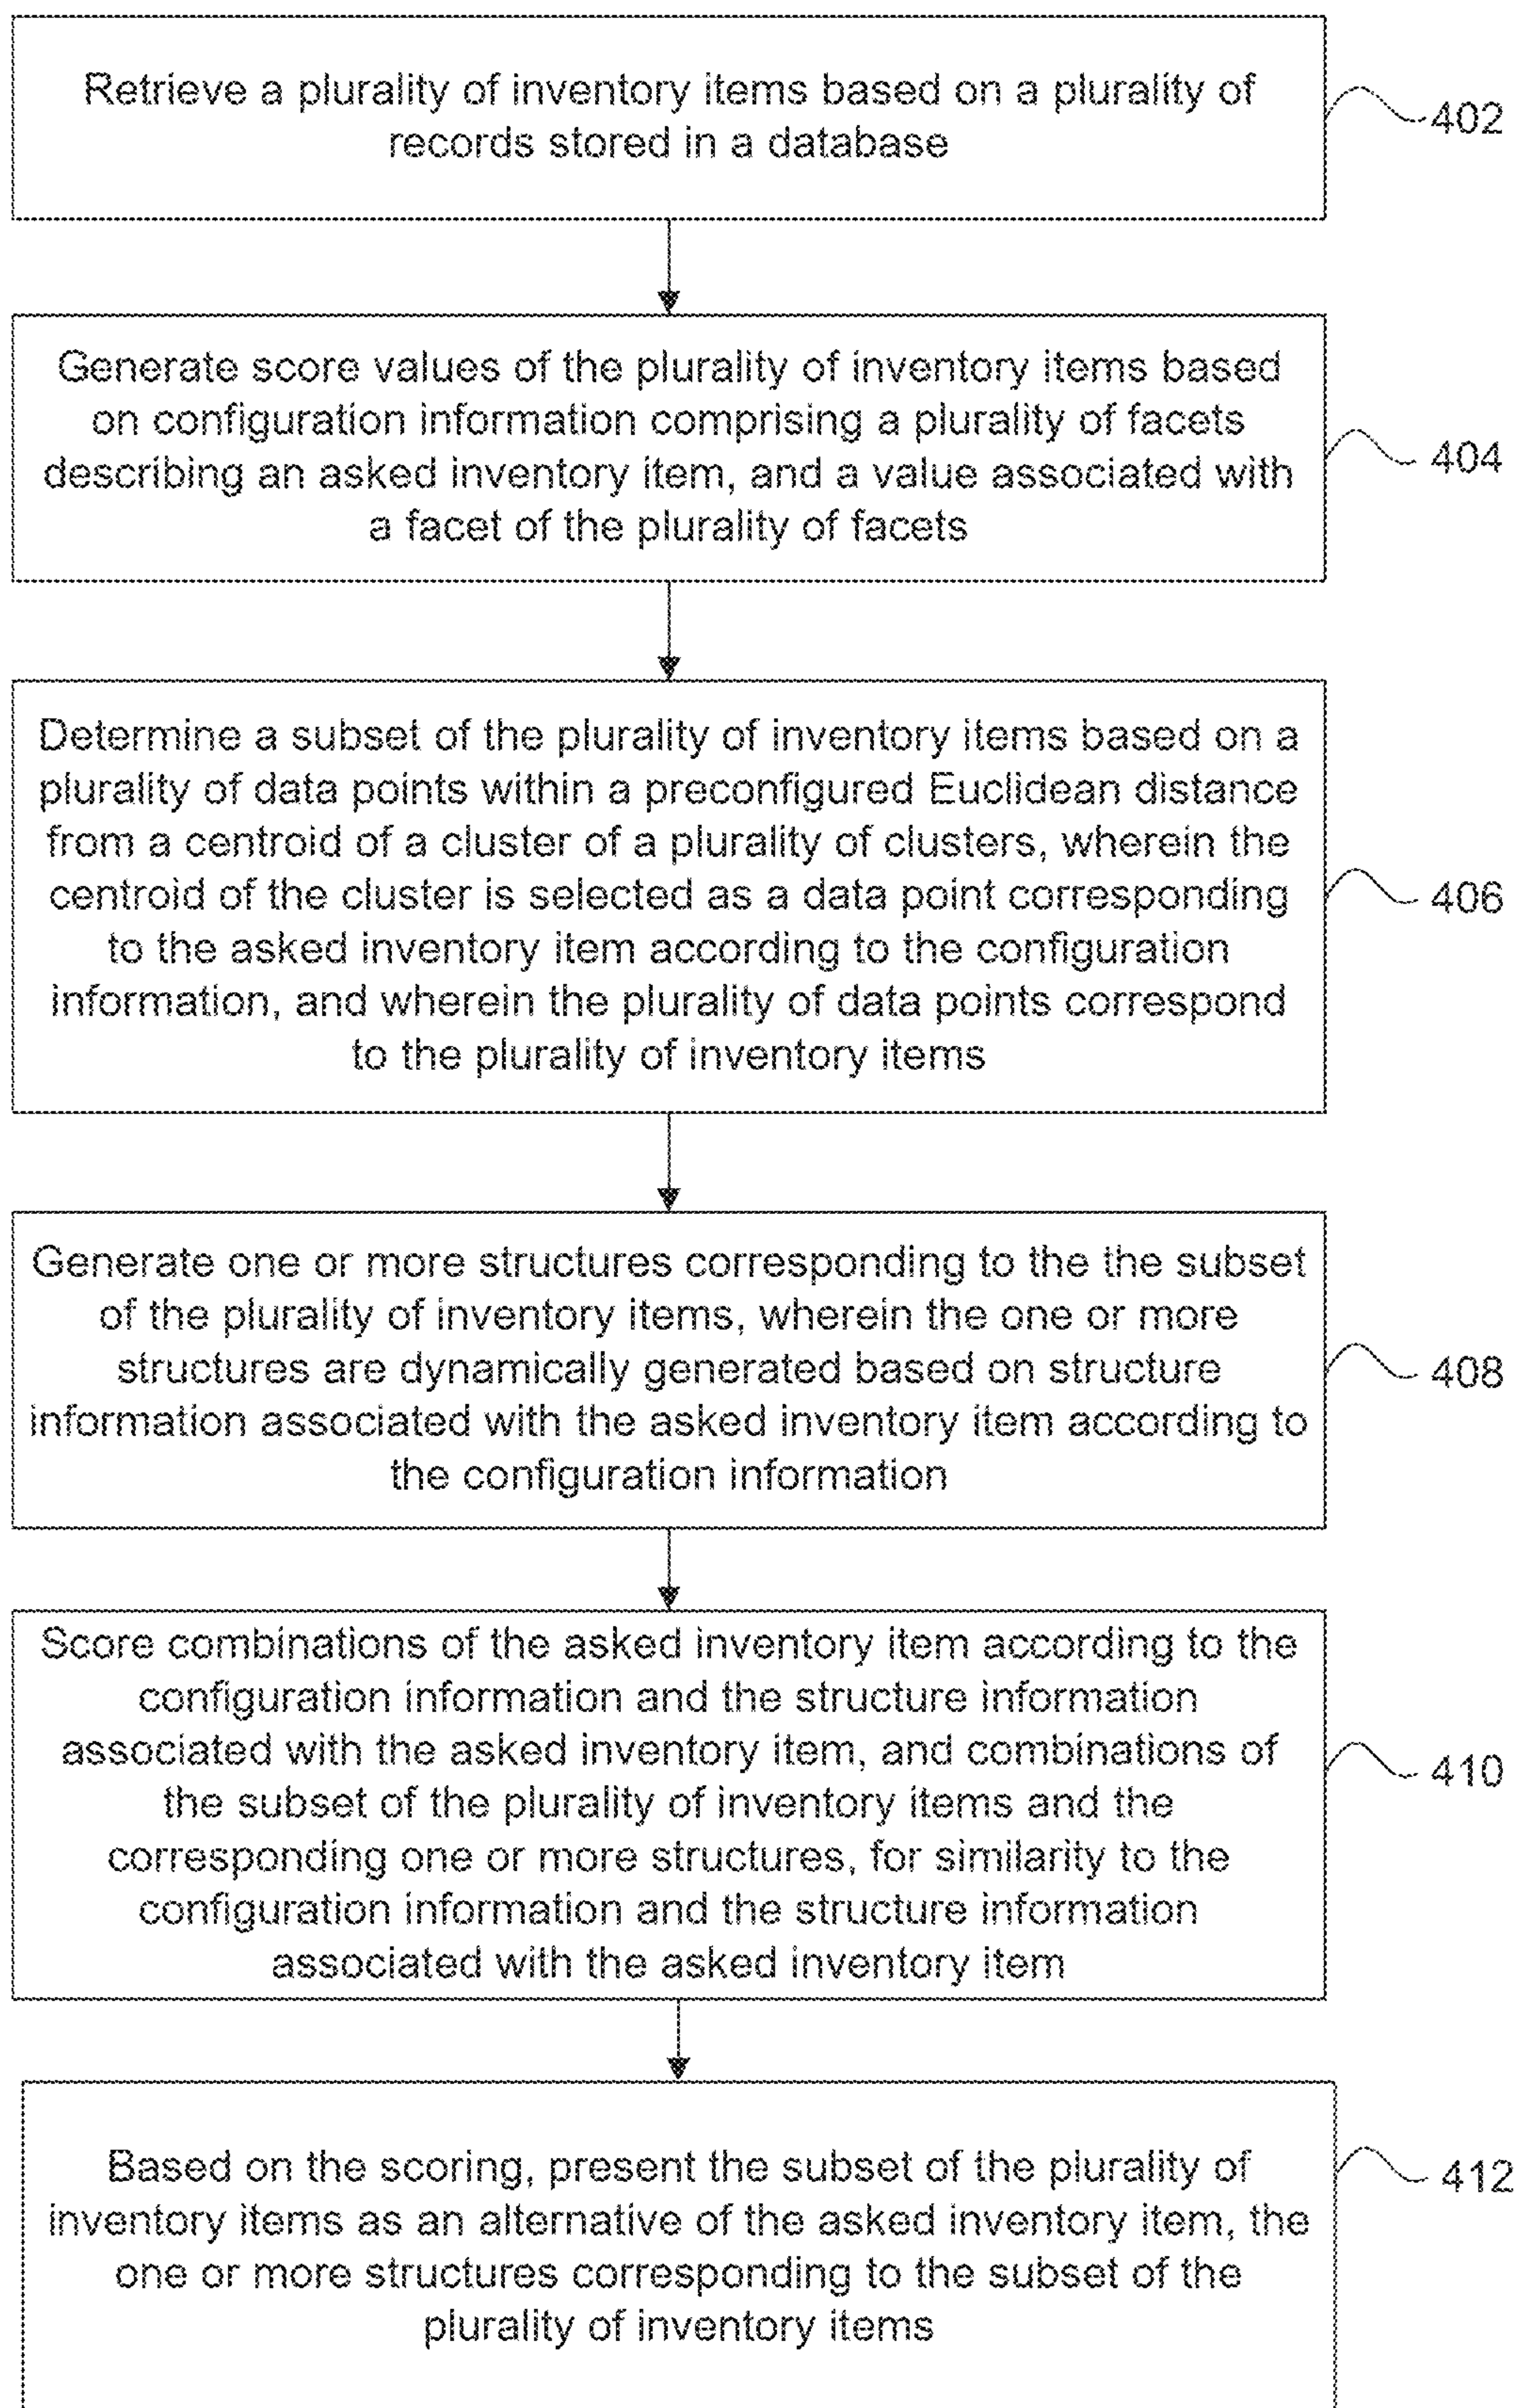 Retrieve a plurality of inventory items based on a plurality of
records stored in a database
402
Generate score values of the plurality of inventory items based
on configuration information comprising a plurality of facets
describing an asked inventory item, and a value associated with
a facet of the plurality of facets
404
Determine a subset of the plurality of inventory items based on a
plurality of data points within a preconfigured Euclidean distance
from a centroid of a cluster of a plurality of clusters, wherein the
centroid of the cluster is selected as a data point corresponding
to the asked inventory item according to the configuration
information, and wherein the plurality of data points correspond
to the plurality of inventory items
406
Generate one or more structures corresponding to the the subset
of the plurality of inventory items, wherein the one or more
structures are dynamically generated based on structure
information associated with the asked inventory item according to
the configuration information
408
Score combinations of the asked inventory item according to the
configuration information and the structure information
associated with the asked inventory item, and combinations of
the subset of the plurality of inventory items and the
corresponding one or more structures, for similarity to the
configuration information and the structure information
associated with the asked inventory item
410
Based on the scoring, present the subset of the plurality of
inventory items as an alternative of the asked inventory item, the
one or more structures corresponding to the subset of the
plurality of inventory items
412